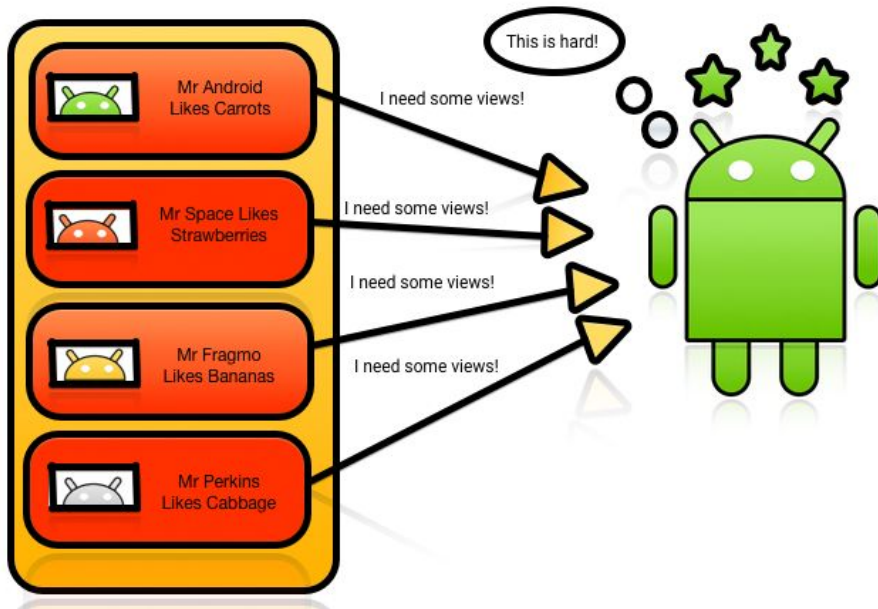 This is hard!
Mr Android
Likes Carrots
I need some views!
Mr Space Likes
Strawberries
I need some views!
I need some views!
Mr Fragmo
Likes Bananas
I need some views!
Mr Perkins
Likes Cabbage